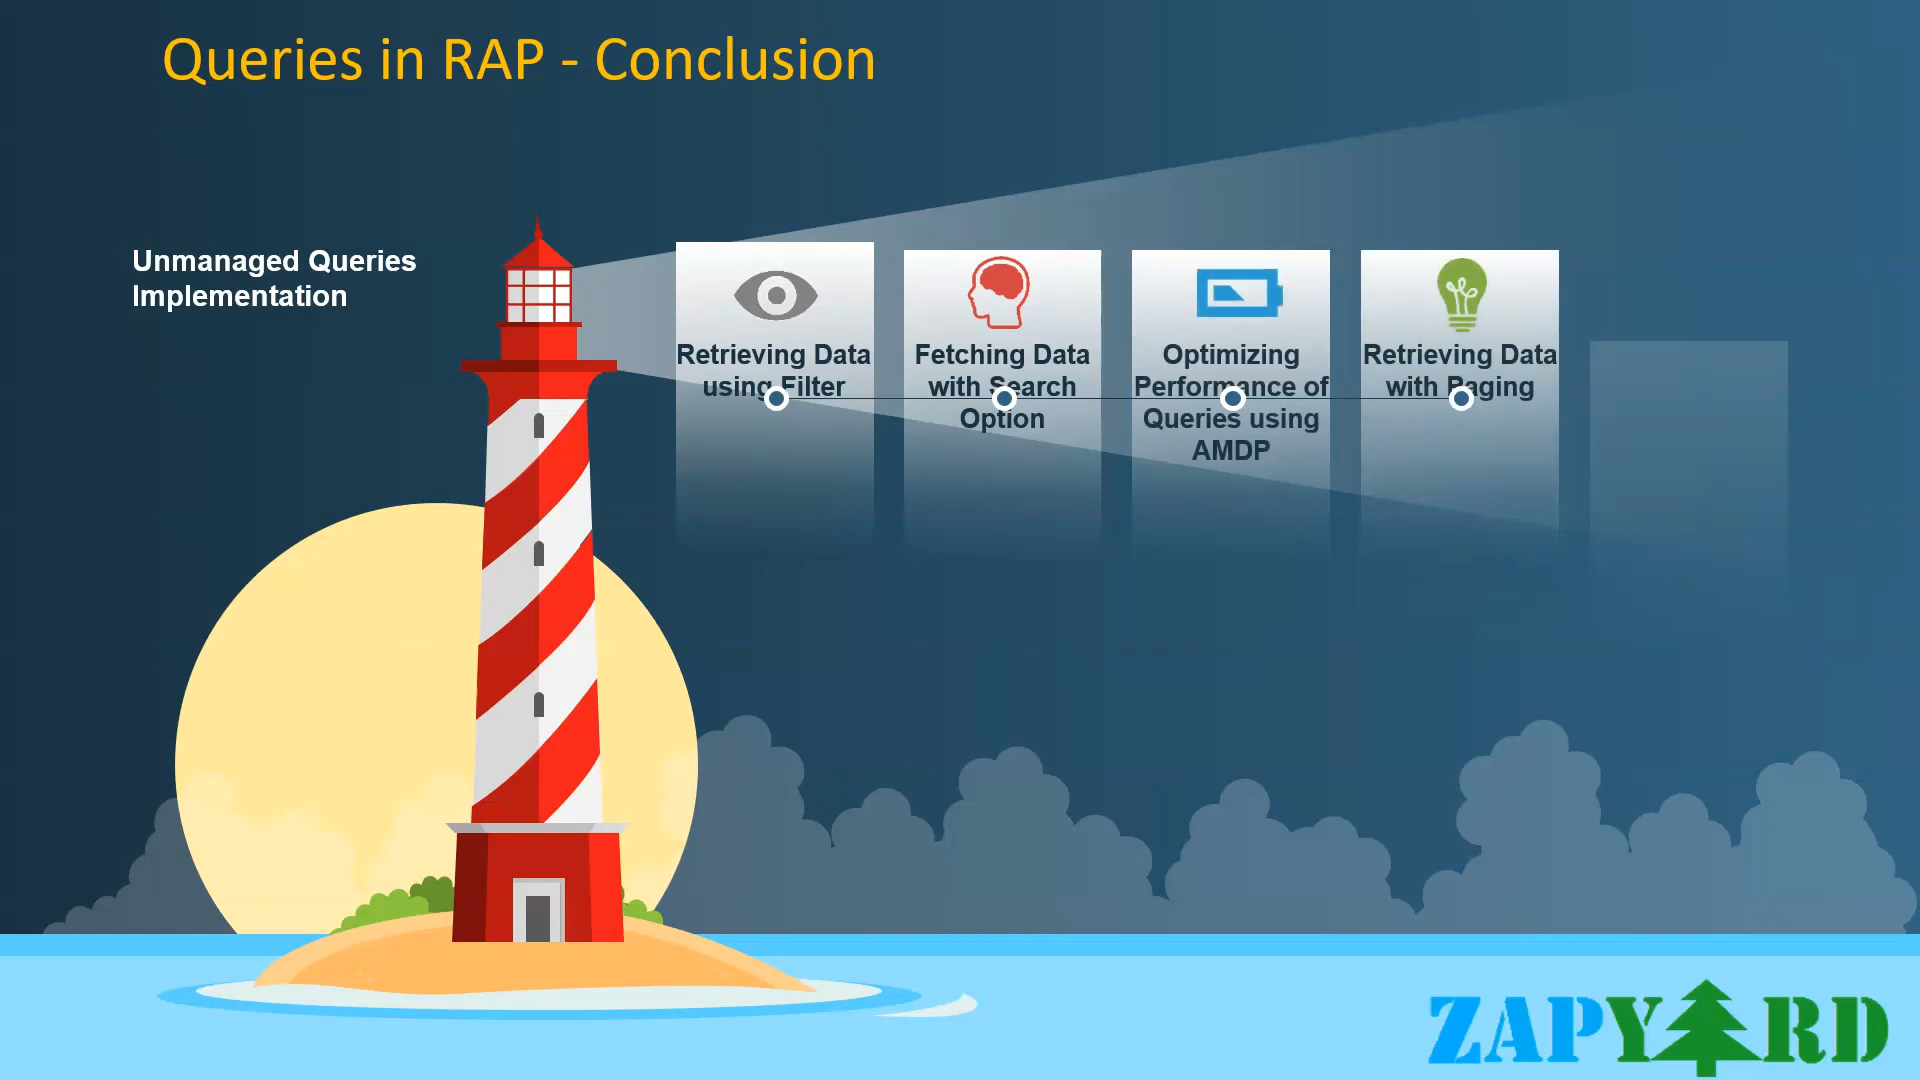 Queries in RAP - Conclusion
Unmanaged Queries
Implementation
Retrieving Data
using Filter
Fetching Data
with Search
Option
Optimizing
Performance of
Queries using
AMDP
Retrieving Data
with Paging
ZAPYARD